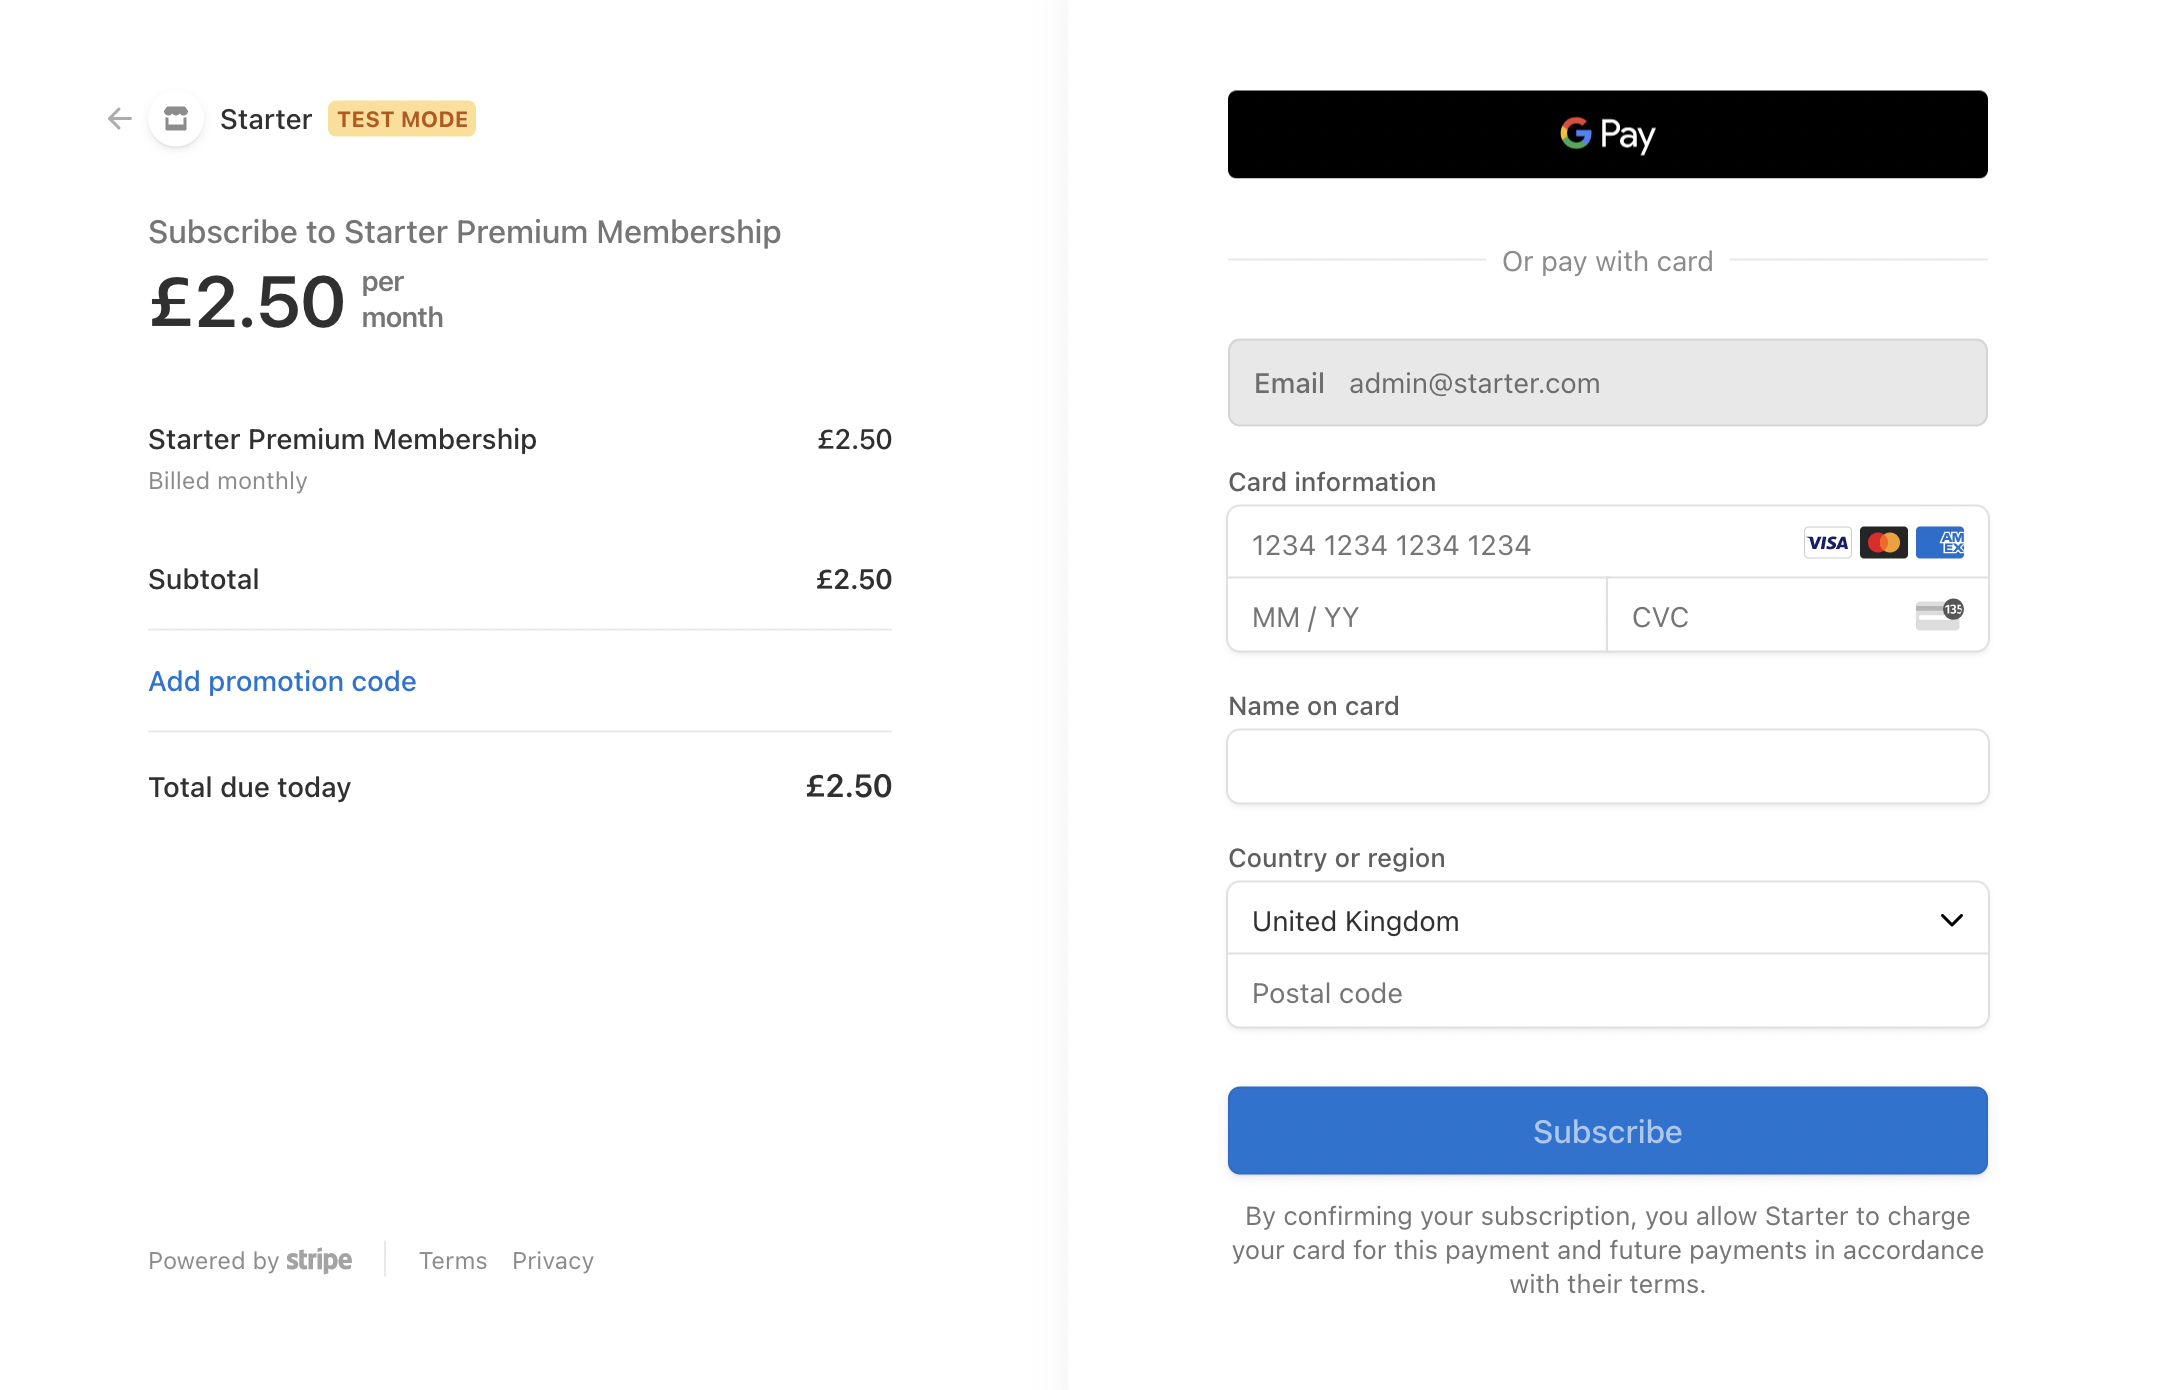 Starter TEST MODE
Subscribe to Starter Premium Membership
£2.50 per
month
Starter Premium Membership £2.50
Billed monthly
Subtotal £2.50
Add promotion code
Total due today £2.50
Powered by stripe Terms Privacy
G Pay
Or pay with card
Email admin@starter.com
Card information
1234 1234 1234 1234 VISA AM
EX
MM / YY CVC 135
Name on card
Country or region
United Kingdom
Postal code
Subscribe
By confirming your subscription, you allow Starter to charge
your card for this payment and future payments in accordance
with their terms.